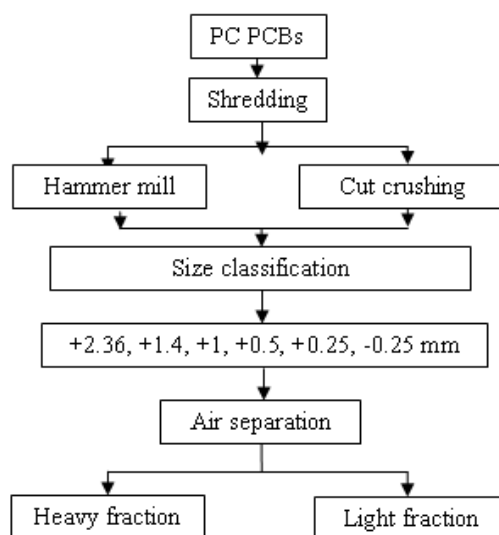 PC PCBs
Shredding
Hammer mill
Cut crushing
Size classification
+2.36, +1.4, +1, +0.5, +0.25, -0.25 mm
Air separation
Heavy fraction
Light fraction